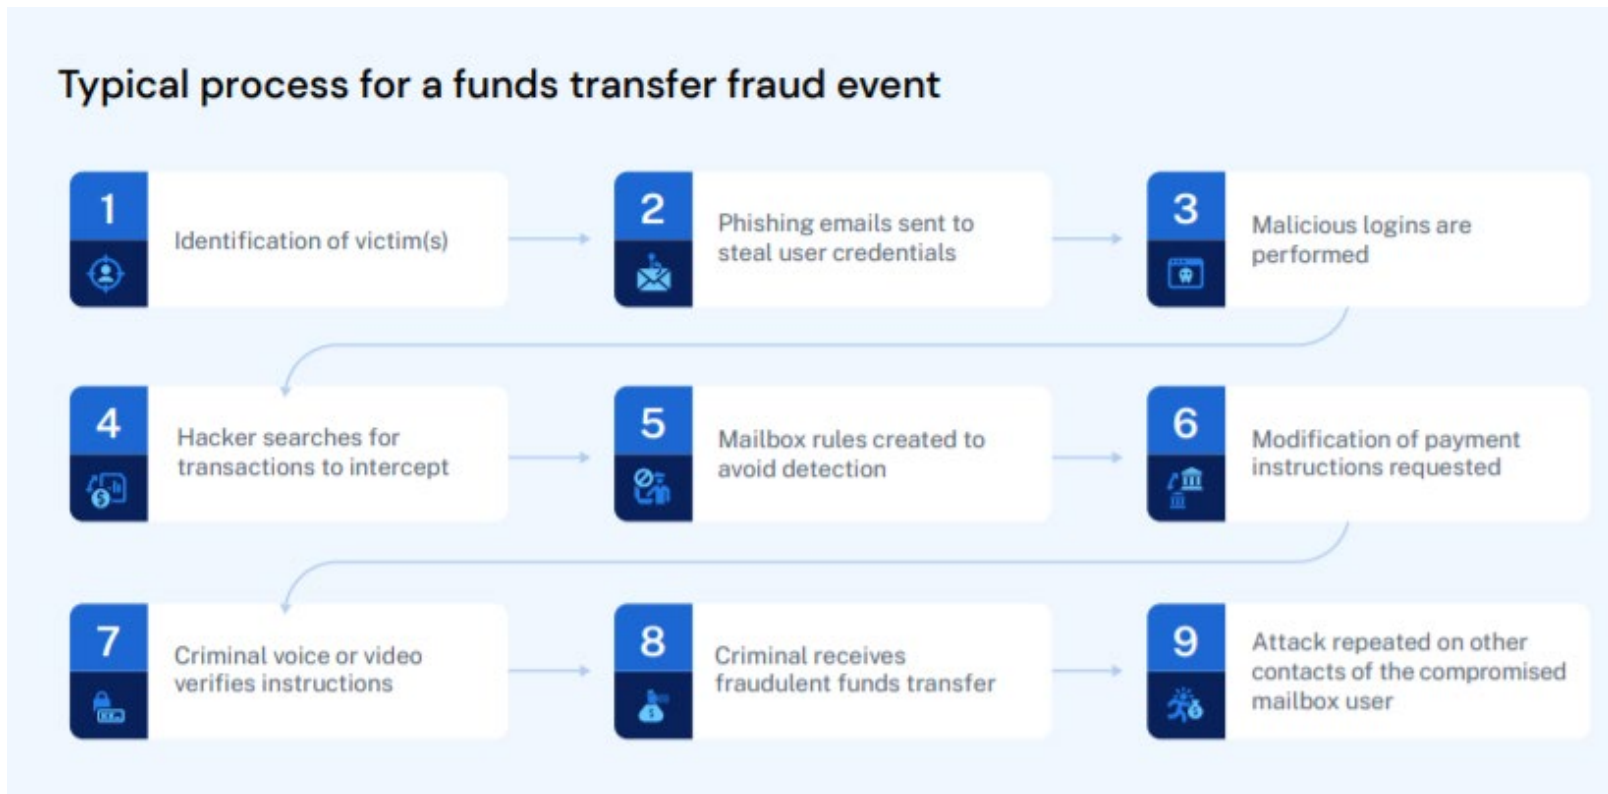 Typical process for a funds transfer fraud event
1
Identification of victim(s)
2
Phishing emails sent to
steal user credentials
3
Malicious logins are
performed
4
Hacker searches for
transactions to intercept
5
Mailbox rules created to
avoid detection
6
Modification of payment
instructions requested
7
Criminal voice or video
verifies instructions
8
Criminal receives
fraudulent funds transfer
9
Attack repeated on other
contacts of the compromised
mailbox user